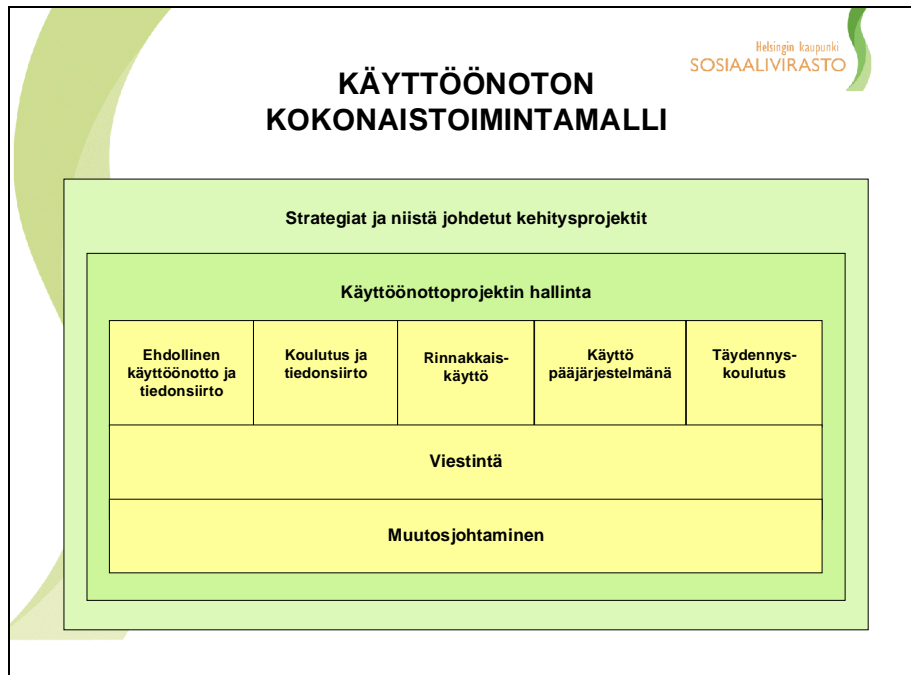 Helsingin kaupunki
SOSIAALIVIRASTO
KÄYTTÖÖNOTON
KOKONAISTOIMINTAMALLI
Strategiat ja niistä johdetut kehitysprojektit
Käyttöönottoprojektin hallinta
Ehdollinen
käyttöönotto ja
tiedonsiirto
Koulutus ja
tiedonsiirto
Rinnakkais-
käyttö
Käyttö
pääjärjestelmänä
Täydennys-
koulutus
Viestintä
Muutosjohtaminen